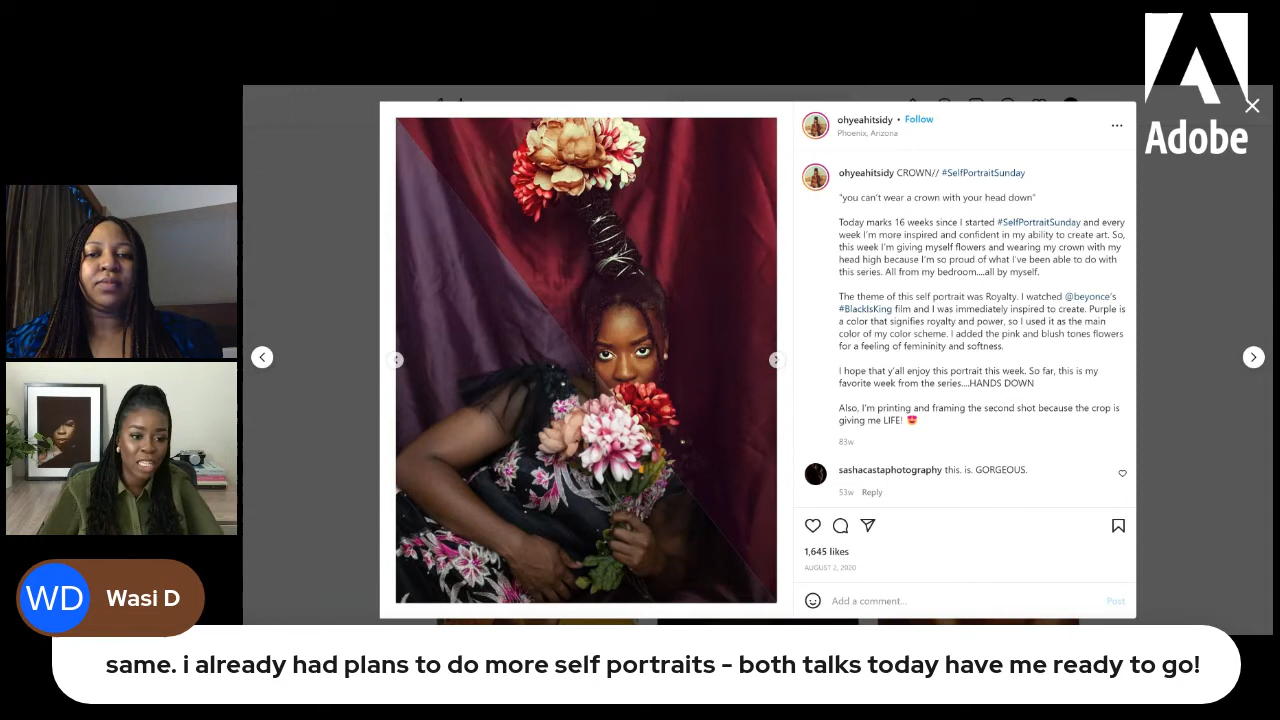 Adobe
ohyeahitsidy • Follow
Phoenix, Arizona
ohyeahitsidy CROWN// #SelfPortraitSunday
"you can't wear a crown with your head down"
Today marks 16 weeks since I started #SelfPortraitSunday and every
week I'm more inspired and confident in my ability to create art. So,
this week I'm giving myself flowers and wearing my crown with my
head high because I'm so proud of what I've been able to do with
this series. All from my bedroom....all by myself.
The theme of this self portrait was Royalty. I watched @beyonce's
#BlackIsKing film and I was immediately inspired to create. Purple is
a color that signifies royalty and power, so I used it as the main
color of my color scheme. I added the pink and blush tones flowers
for a feeling of femininity and softness.
I hope that y'all enjoy this portrait this week. So far, this is my
favorite week from the series....HANDS DOWN
Also, I'm printing and framing the second shot because the crop is
giving me LIFE! 😍
83w
sashacastaphotography this. is. GORGEOUS.
53w Reply
1,645 likes
AUGUST 2, 2020
Add a comment...
Post
WD Wasi D
same. i already had plans to do more self portraits - both talks today have me ready to go!